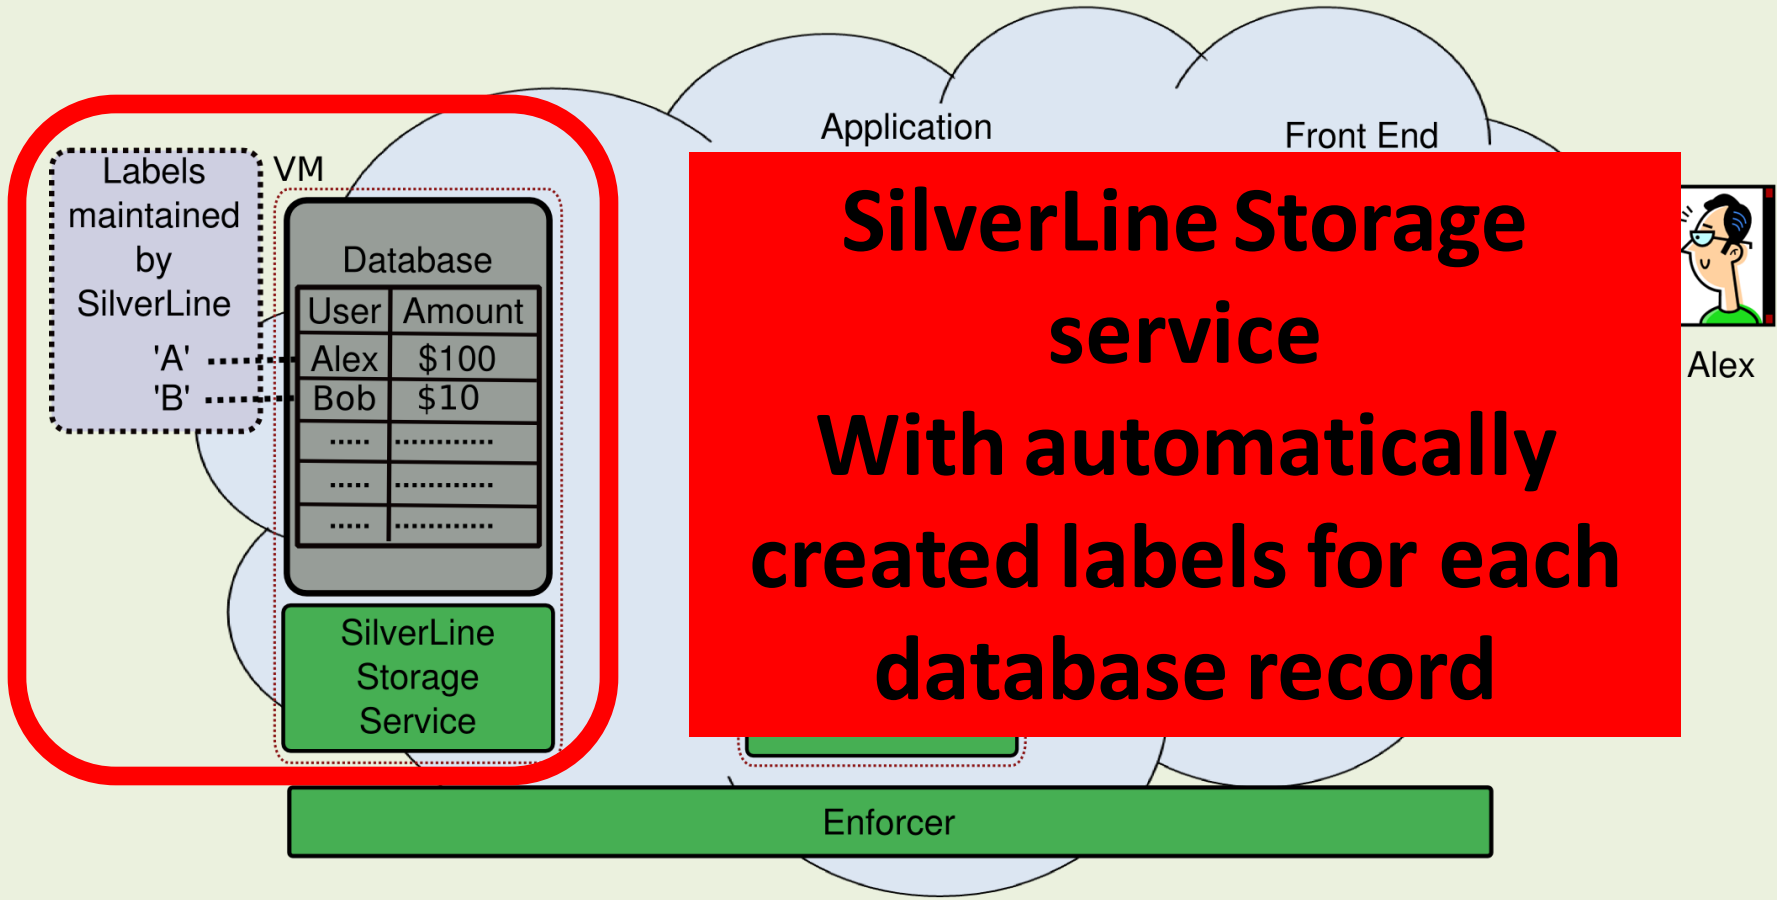 Application
Front End
Labels
maintained
by
SilverLine
'A'
'B'
VM
Database
User Amount
Alex $100
Bob $10
..... ............
..... ............
..... ............
SilverLine
Storage
Service
SilverLine Storage
service
With automatically
created labels for each
database record
Alex
Enforcer